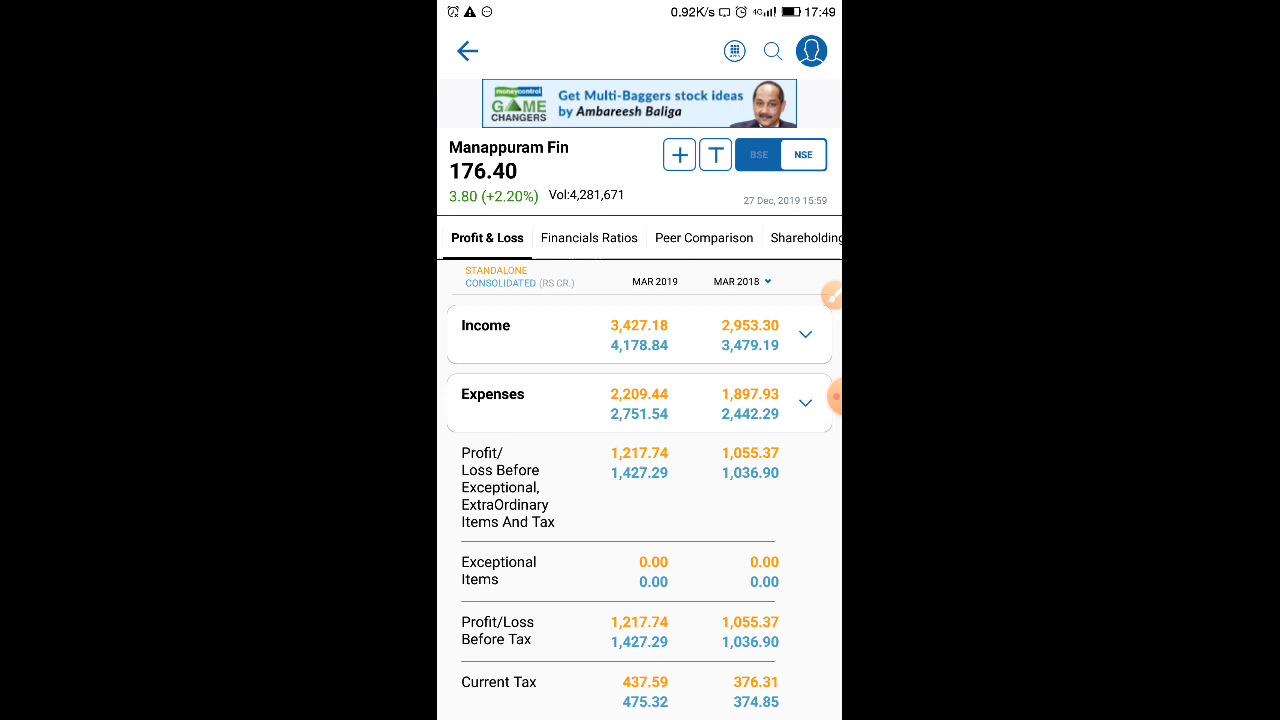 0.92K/s 4G 17:49
APPS
moneycontrol
GAME
CHANGERS
Get Multi-Baggers stock ideas
by Ambareesh Baliga
Manappuram Fin
176.40
3.80 (+2.20%) Vol:4,281,671
+ T BSE NSE
27 Dec, 2019 15:59
Profit & Loss Financials Ratios Peer Comparison Shareholding
STANDALONE
CONSOLIDATED (RS CR.) MAR 2019 MAR 2018
Income 3,427.18 2,953.30
4,178.84 3,479.19
Expenses 2,209.44 1,897.93
2,751.54 2,442.29
Profit/ 1,217.74 1,055.37
Loss Before 1,427.29 1,036.90
Exceptional,
ExtraOrdinary
Items And Tax
Exceptional 0.00 0.00
Items 0.00 0.00
Profit/Loss 1,217.74 1,055.37
Before Tax 1,427.29 1,036.90
Current Tax 437.59 376.31
475.32 374.85